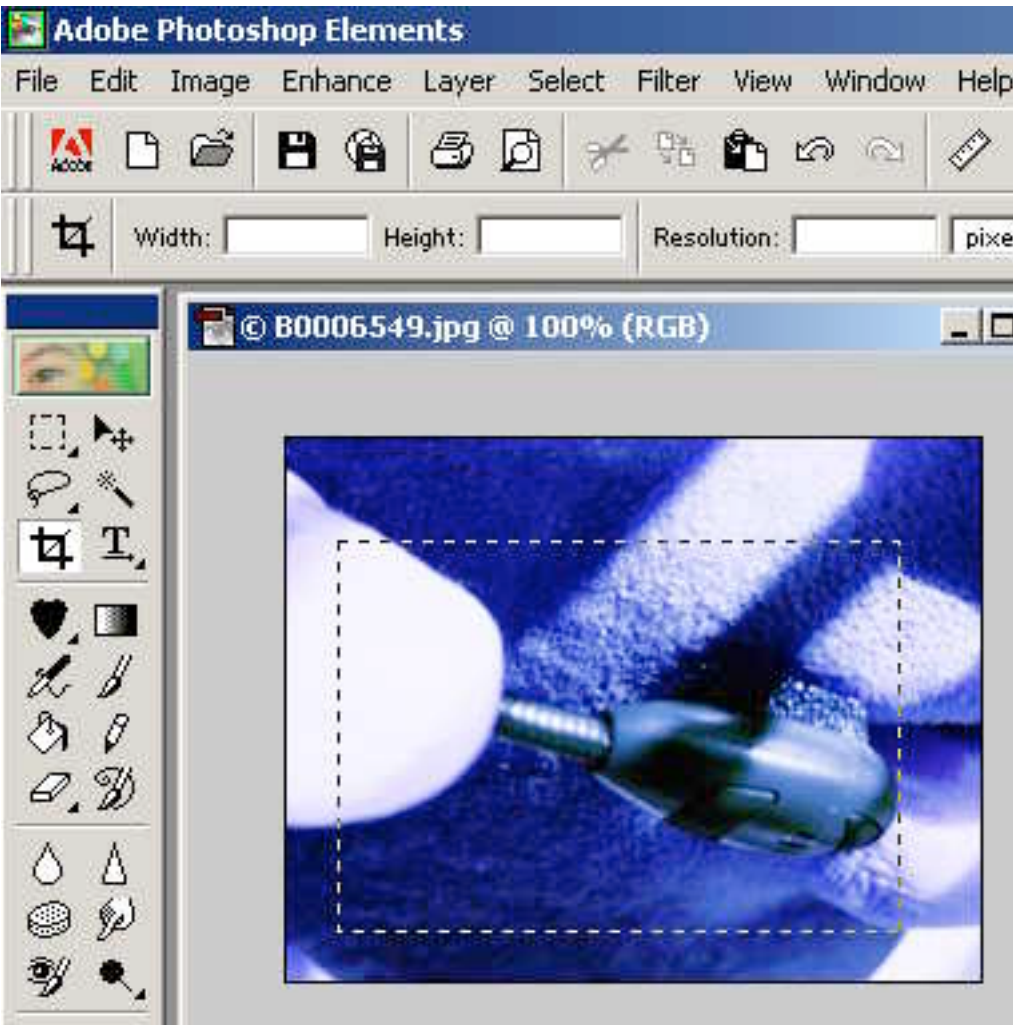 Adobe Photoshop Elements
File Edit Image Enhance Layer Select Filter View Window Help
Adobe
Width: Height: Resolution: pixe
© B0006549.jpg @ 100% (RGB)
T